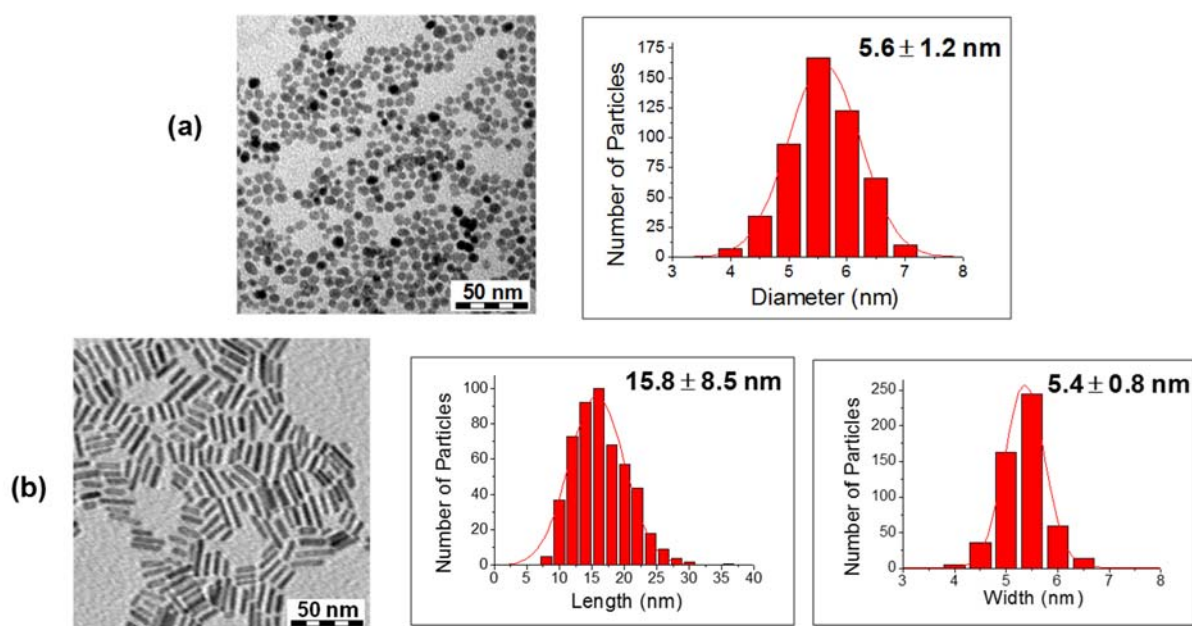 (a)
50 nm
5.6 ± 1.2 nm
Number of Particles
175
150
125
100
75
50
25
0
3 4 5 6 7 8
Diameter (nm)
(b)
50 nm
15.8 ± 8.5 nm
Number of Particles
100
80
60
40
20
0
0 5 10 15 20 25 30 35 40
Length (nm)
5.4 ± 0.8 nm
Number of Particles
250
200
150
100
50
0
3 4 5 6 7 8
Width (nm)